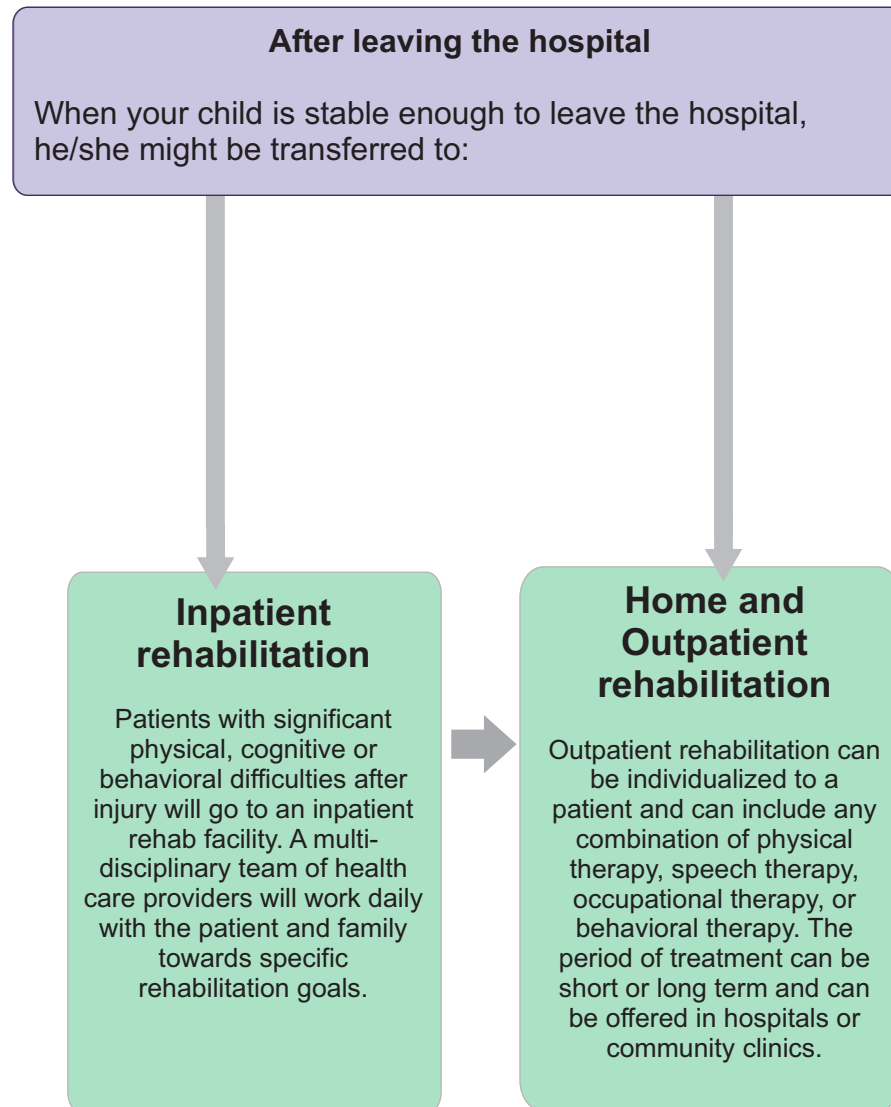 After leaving the hospital
When your child is stable enough to leave the hospital,
he/she might be transferred to:
Inpatient
rehabilitation
Patients with significant
physical, cognitive or
behavioral difficulties after
injury will go to an inpatient
rehab facility. A multi-
disciplinary team of health
care providers will work daily
with the patient and family
towards specific
rehabilitation goals.
Home and
Outpatient
rehabilitation
Outpatient rehabilitation can
be individualized to a
patient and can include any
combination of physical
therapy, speech therapy,
occupational therapy, or
behavioral therapy. The
period of treatment can be
short or long term and can
be offered in hospitals or
community clinics.